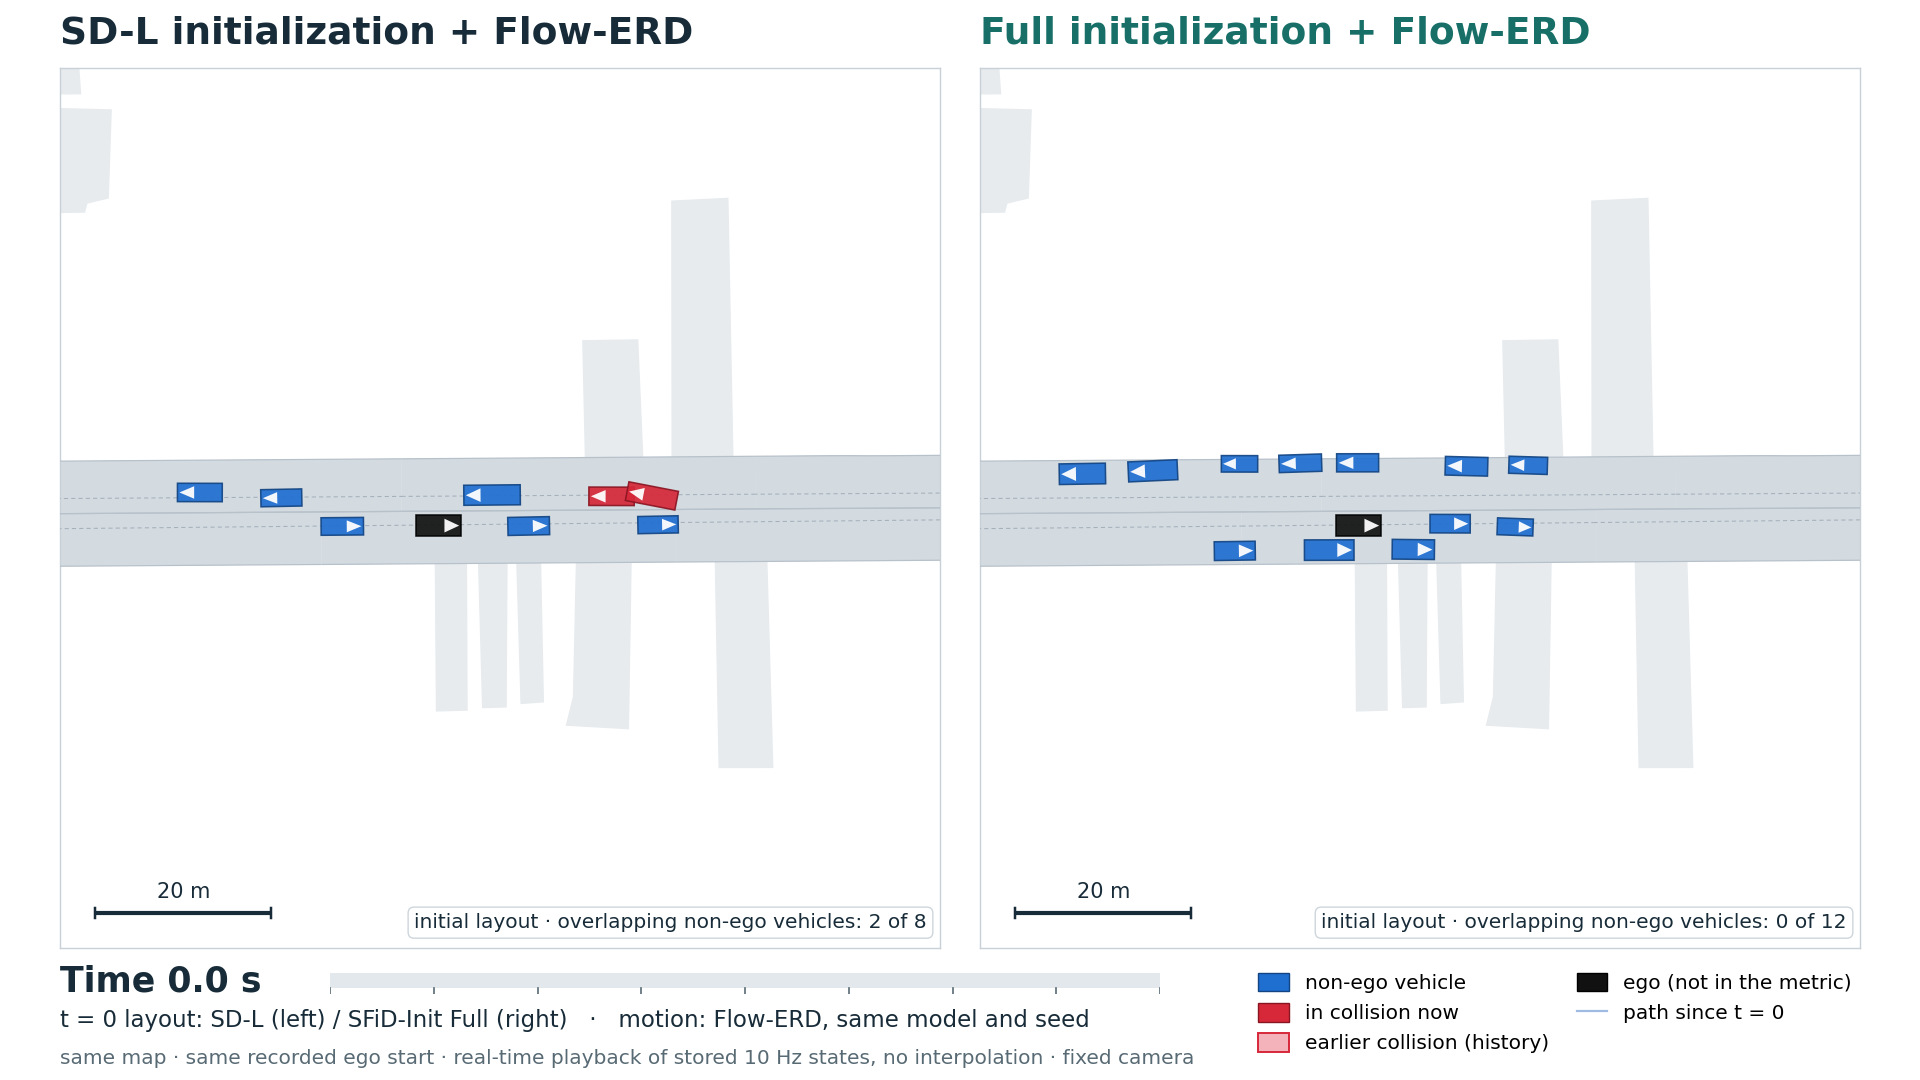 SD-L initialization + Flow-ERD
Full initialization + Flow-ERD
20 m
initial layout · overlapping non-ego vehicles: 2 of 8
20 m
initial layout · overlapping non-ego vehicles: 0 of 12
Time 0.0 s
t = 0 layout: SD-L (left) / SFiD-Init Full (right) · motion: Flow-ERD, same model and seed
same map · same recorded ego start · real-time playback of stored 10 Hz states, no interpolation · fixed camera
non-ego vehicle
in collision now
earlier collision (history)
ego (not in the metric)
path since t = 0